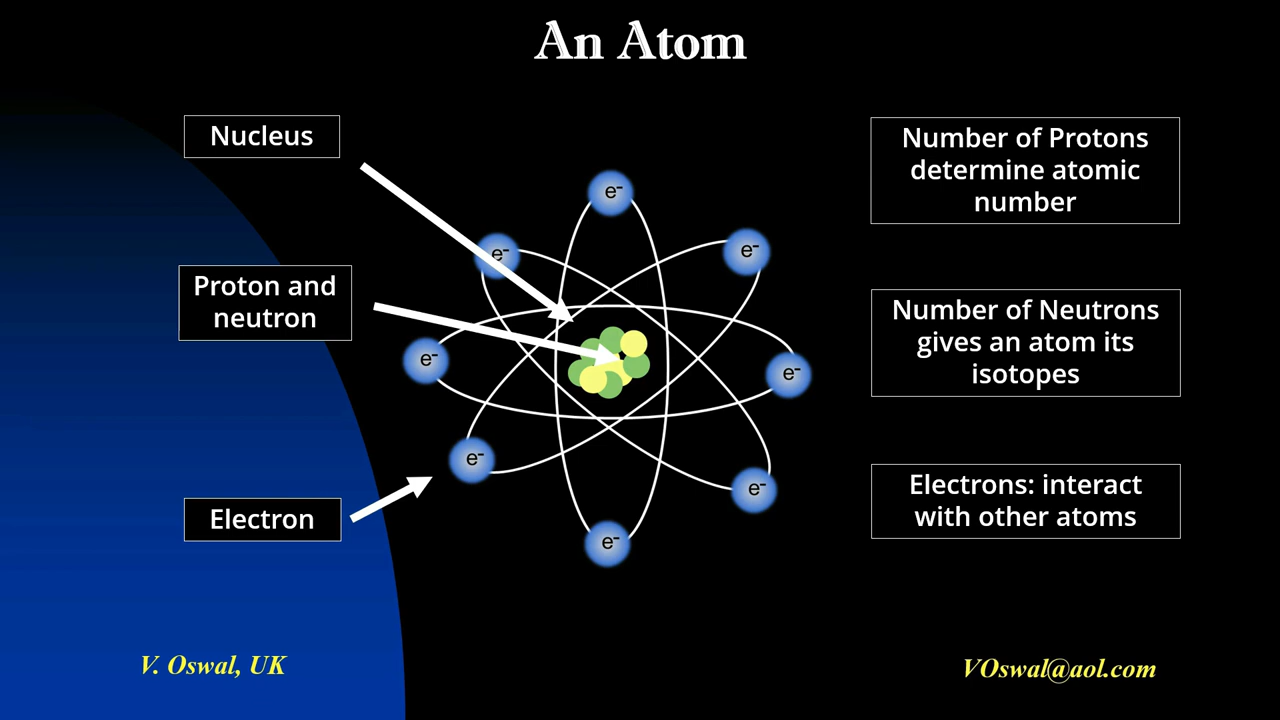 An Atom
Nucleus
Proton and
neutron
Electron
e-
e-
e-
e-
e-
e-
e-
e-
Number of Protons
determine atomic
number
Number of Neutrons
gives an atom its
isotopes
Electrons: interact
with other atoms
V. Oswal, UK
VOswal@aol.com